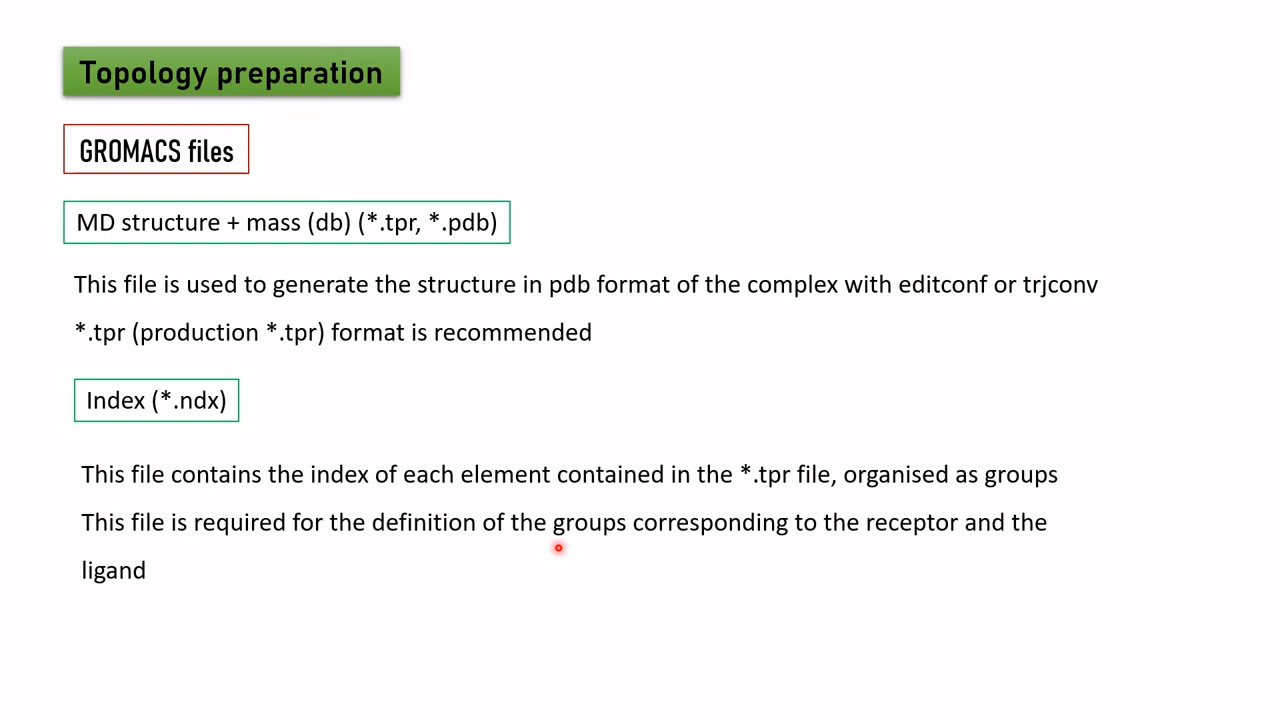 Topology preparation
GROMACS files
MD structure + mass (db) (*.tpr, *.pdb)
This file is used to generate the structure in pdb format of the complex with editconf or trjconv
*.tpr (production *.tpr) format is recommended
Index (*.ndx)
This file contains the index of each element contained in the *.tpr file, organised as groups
This file is required for the definition of the groups corresponding to the receptor and the
ligand